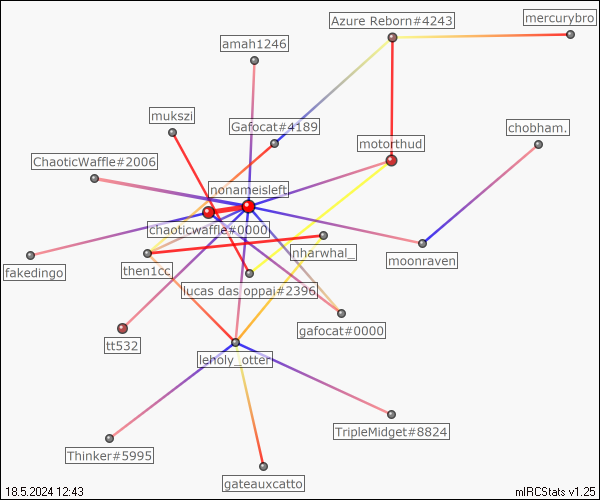 mercurybro
Azure Reborn#4243
amah1246
mukszi
Gafocat#4189
chobham.
motorthud
ChaoticWaffle#2006
nonameisleft
chaoticwaffle#0000
nharwhal_
moonraven
fakedingo
then1cc
lucas das oppai#2396
gafocat#0000
tt532
leholy_otter
TripleMidget#8824
Thinker#5995
gateauxcatto
18.5.2024 12:43
mIRCStats v1.25